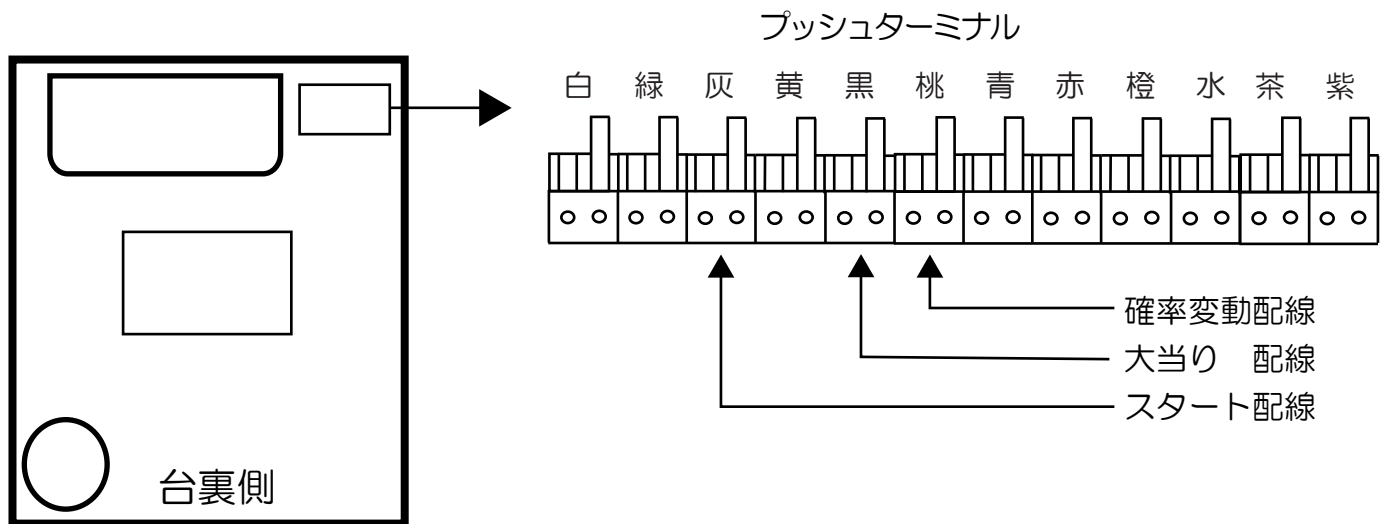 プッシュターミナル
白 緑 灰 黄 黒 桃 青 赤 橙 水 茶 紫
確率変動配線
大当り 配線
スタート配線
台裏側